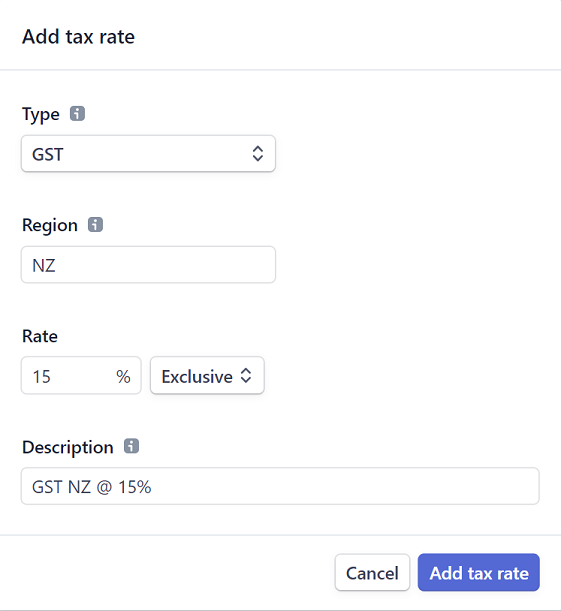 Add tax rate
Type
GST
Region
NZ
Rate
15 % Exclusive
Description
GST NZ @ 15%
Cancel Add tax rate